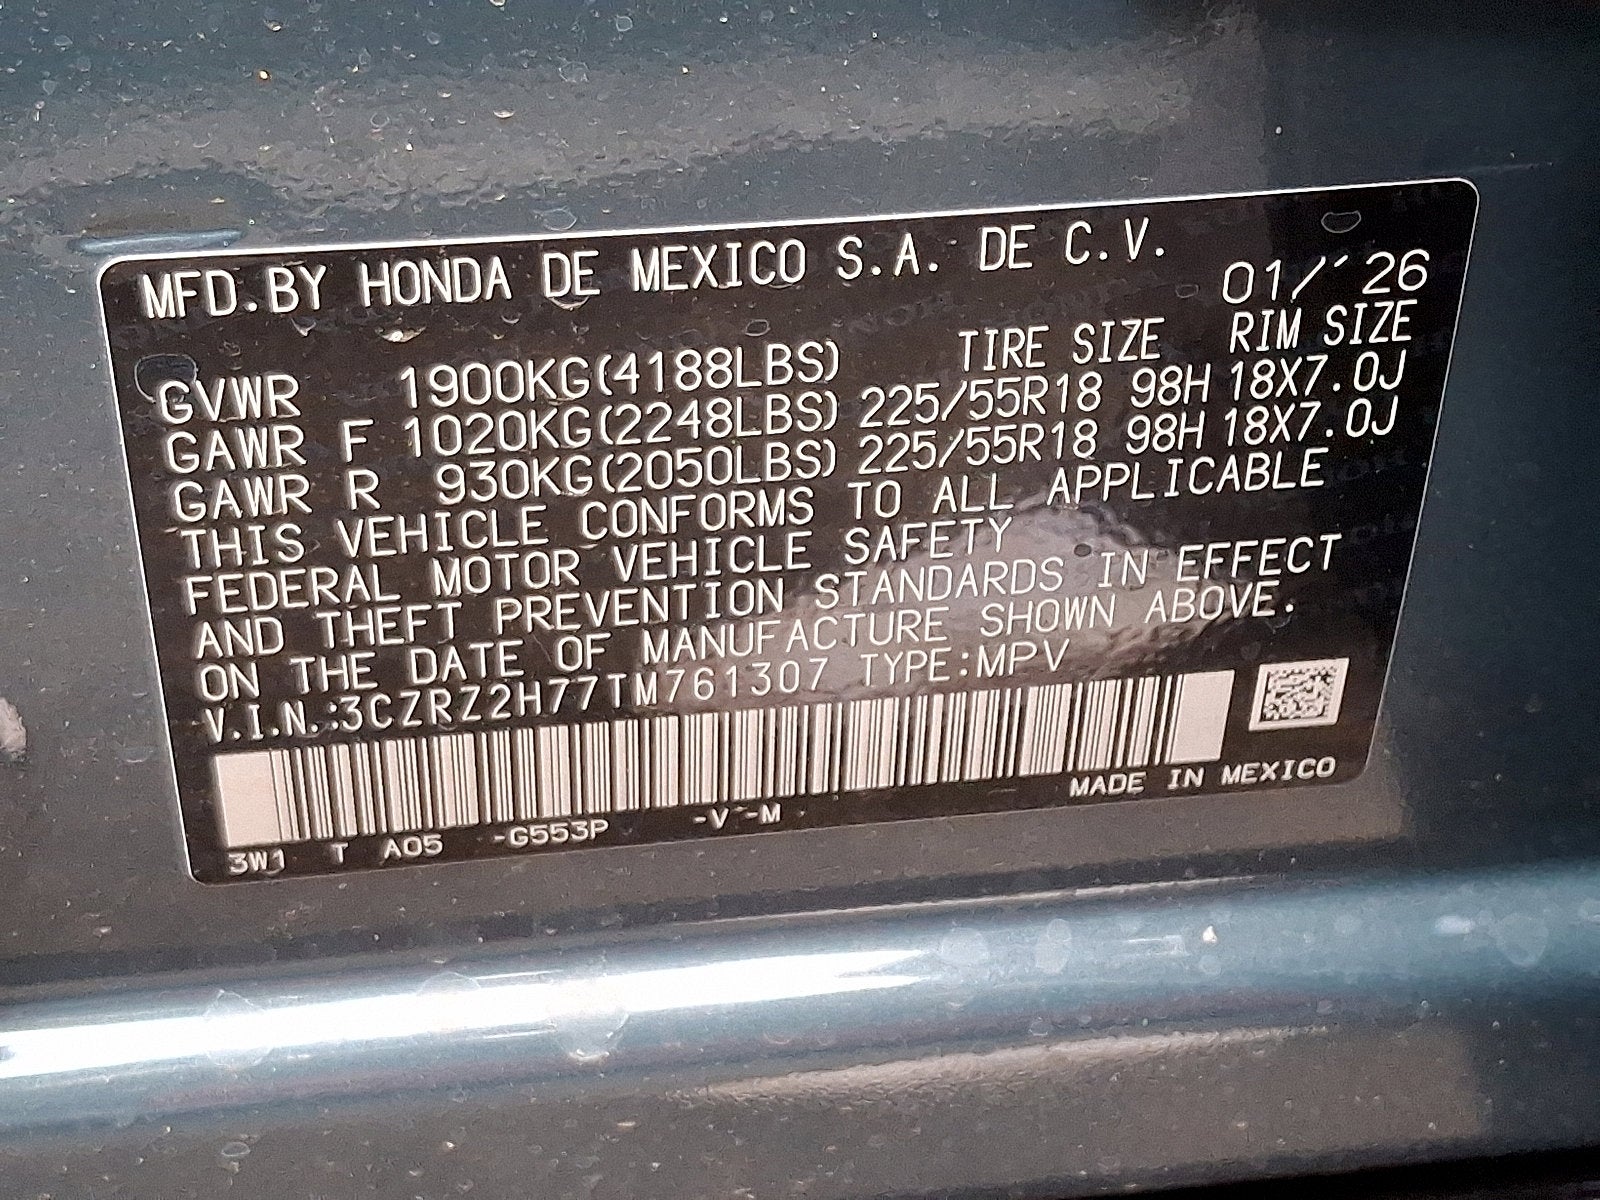 MFD.BY HONDA DE MEXICO S.A. DE C.V.
01/'26
TIRE SIZE RIM SIZE
GVWR 1900KG(4188LBS)
GAWR F 1020KG(2248LBS) 225/55R18 98H 18X7.0J
GAWR R 930KG(2050LBS) 225/55R18 98H 18X7.0J
THIS VEHICLE CONFORMS TO ALL APPLICABLE
FEDERAL MOTOR VEHICLE SAFETY
AND THEFT PREVENTION STANDARDS IN EFFECT
ON THE DATE OF MANUFACTURE SHOWN ABOVE.
V.I.N.:3CZRZ2H77TM761307 TYPE:MPV
MADE IN MEXICO
3W1 T A05 -G553P -V -M